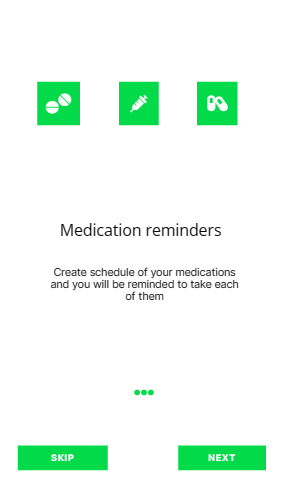 Medication reminders
Create schedule of your medications
and you will be reminded to take each
of them
SKIP
NEXT